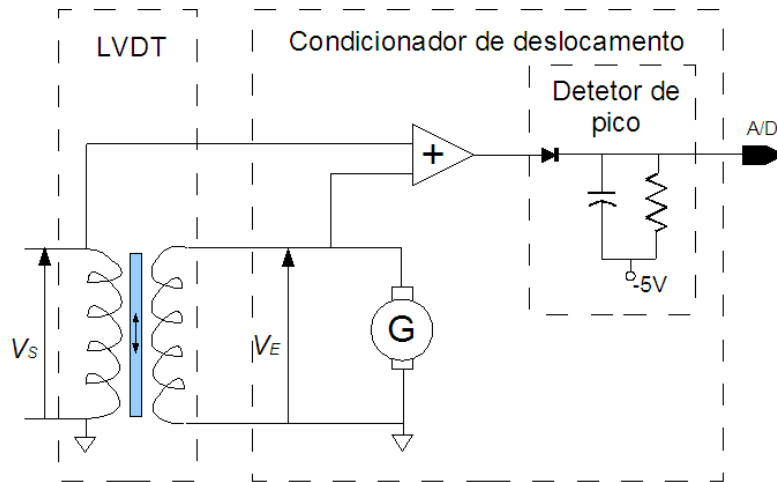 LVDT
Condicionador de deslocamento
Detetor de
pico
A/D
+
-5V
VS
VE
G